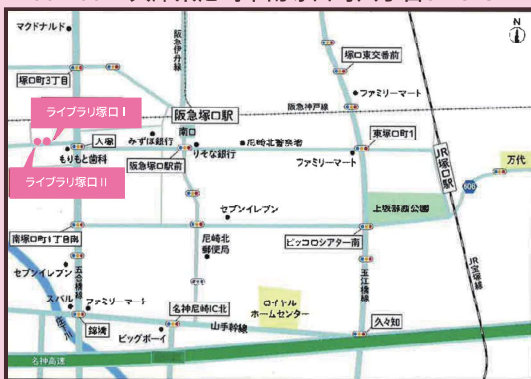 マクドナルド
阪急伊丹線
N
塚口東交番前
塚口町3丁目
ファミリーマート
ライブラリ塚口Ⅰ
阪急塚口駅
阪急神戸線
南口
みずほ銀行
尼崎北警察署
東塚口町1
入塚
もりもと歯科
りそな銀行
阪急塚口駅前
ファミリーマート
JR塚口駅
万代
ライブラリ塚口Ⅱ
606
セブンイレブン
上坂部西公園
南塚口町1丁目南
ピッコロシアター南
尼崎北
郵便局
セブンイレブン
五合橋線
玉江橋線
JR宝塚線
スバル
ファミリーマート
名神尼崎IC北
ロイヤル
ホームセンター
山手幹線
久々知
ビッグボーイ
名神高速